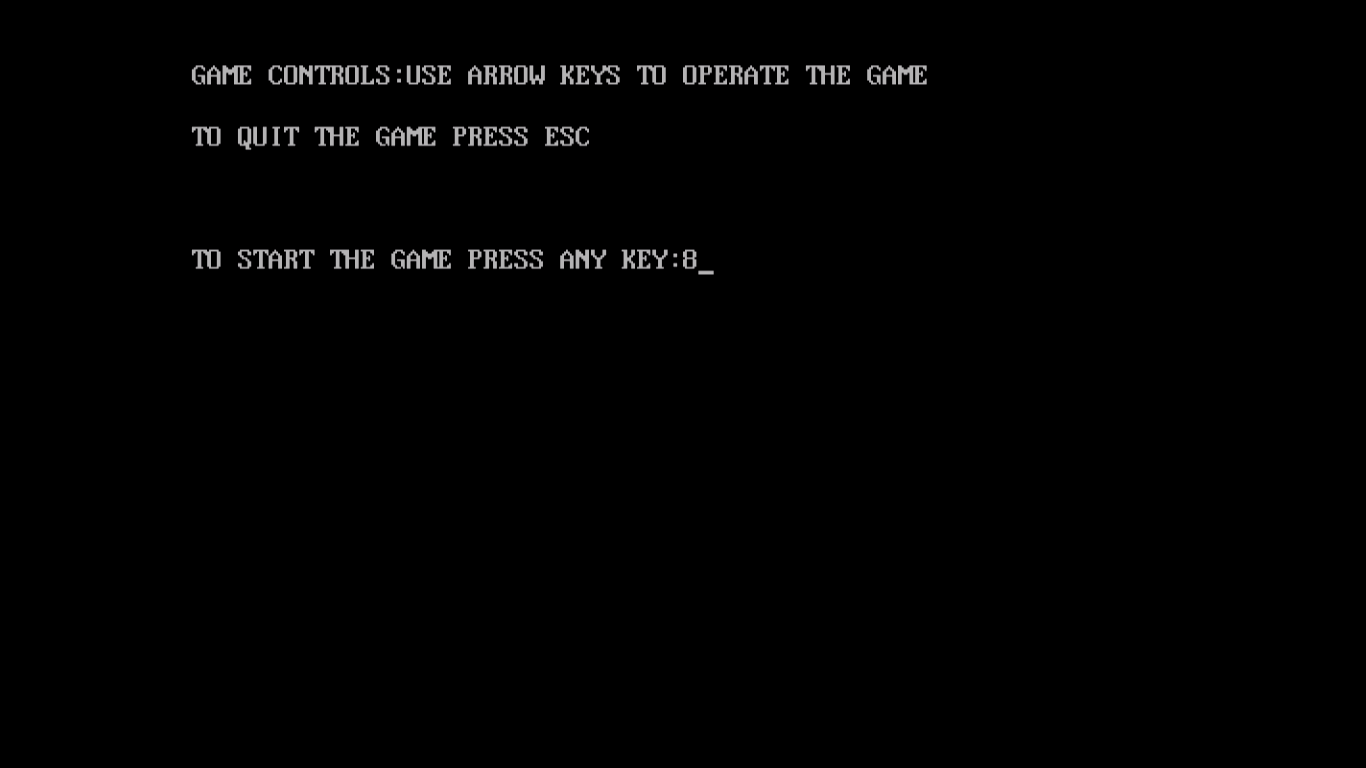 GAME CONTROLS:USE ARROW KEYS TO OPERATE THE GAME
TO QUIT THE GAME PRESS ESC
TO START THE GAME PRESS ANY KEY:8_